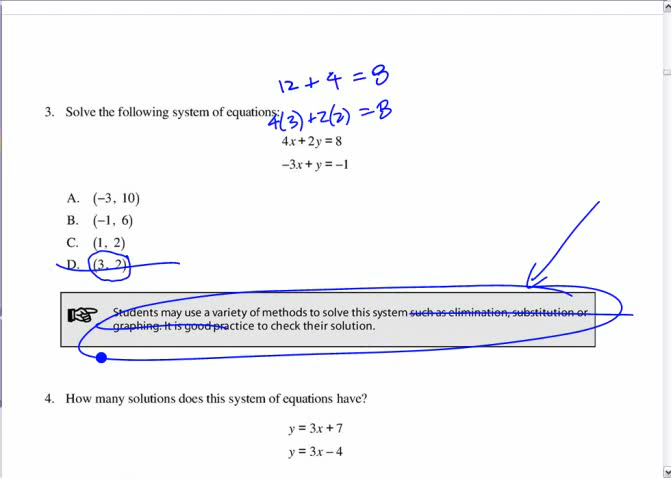 12 + 4 = 8
3. Solve the following system of equations:
4(3) + 2(2) = 8
4x + 2y = 8
−3x + y = −1
A. (−3, 10)
B. (−1, 6)
C. (1, 2)
D. (3, 2)
Students may use a variety of methods to solve this system such as elimination, substitution or
graphing. It is good practice to check their solution.
4. How many solutions does this system of equations have?
y = 3x + 7
y = 3x − 4